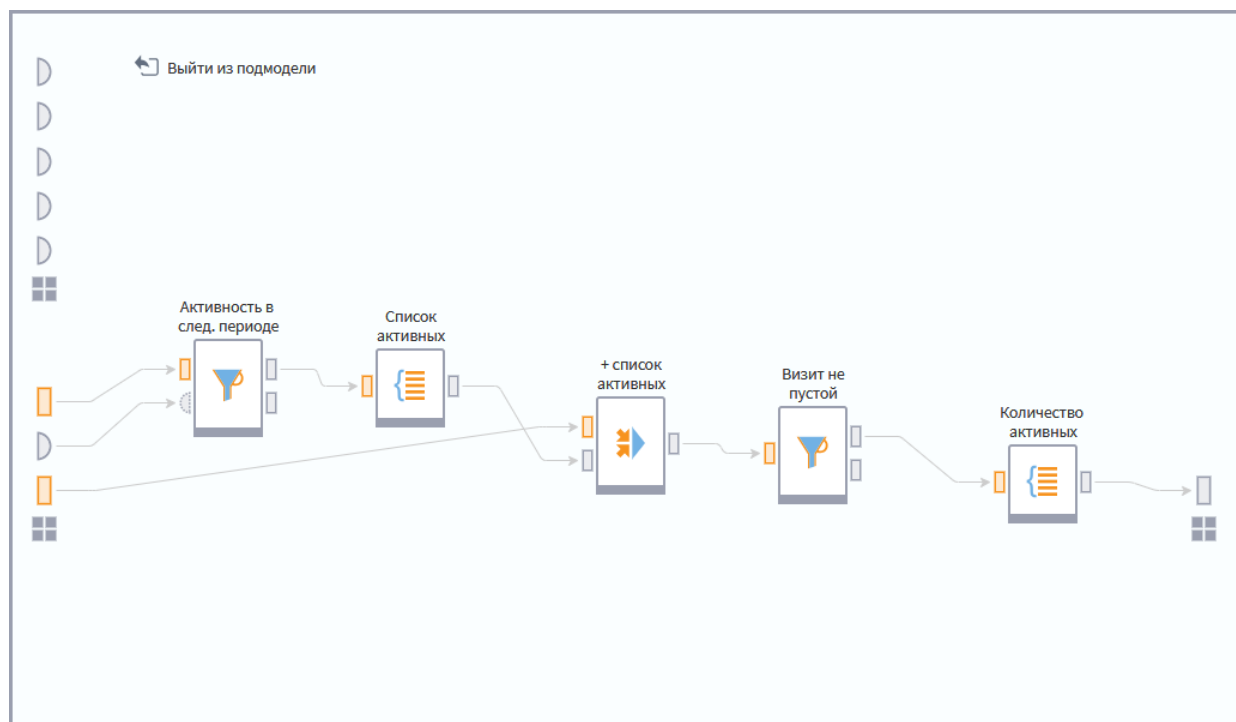 Выйти из подмодели
Активность в
след. периоде
Список
активных
+ список
активных
Визит не
пустой
Количество
активных